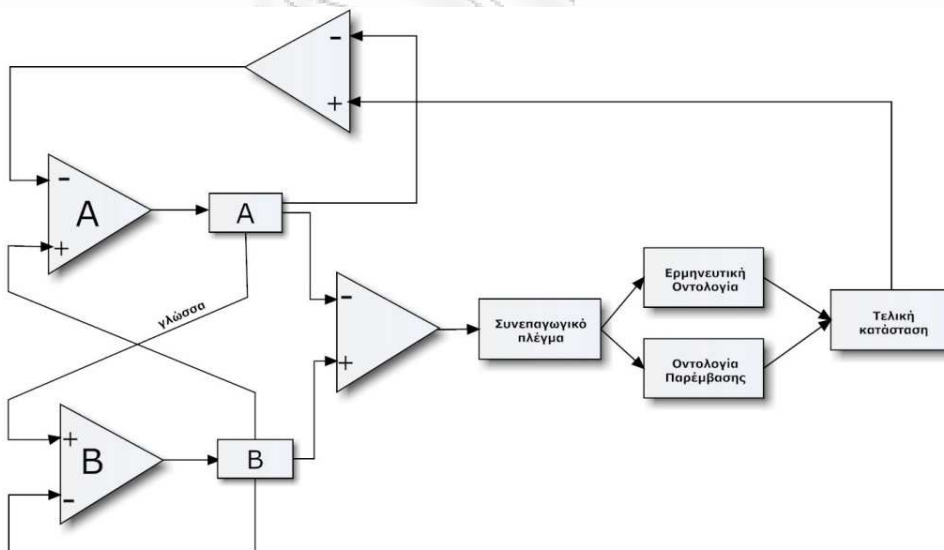 -
+
-
A
+
A
γλώσσα
-
+
Συνεπαγωγικό
πλέγμα
Ερμηνευτική
Οντολογία
Οντολογία
Παρέμβασης
Τελική
κατάσταση
+
B
-
B